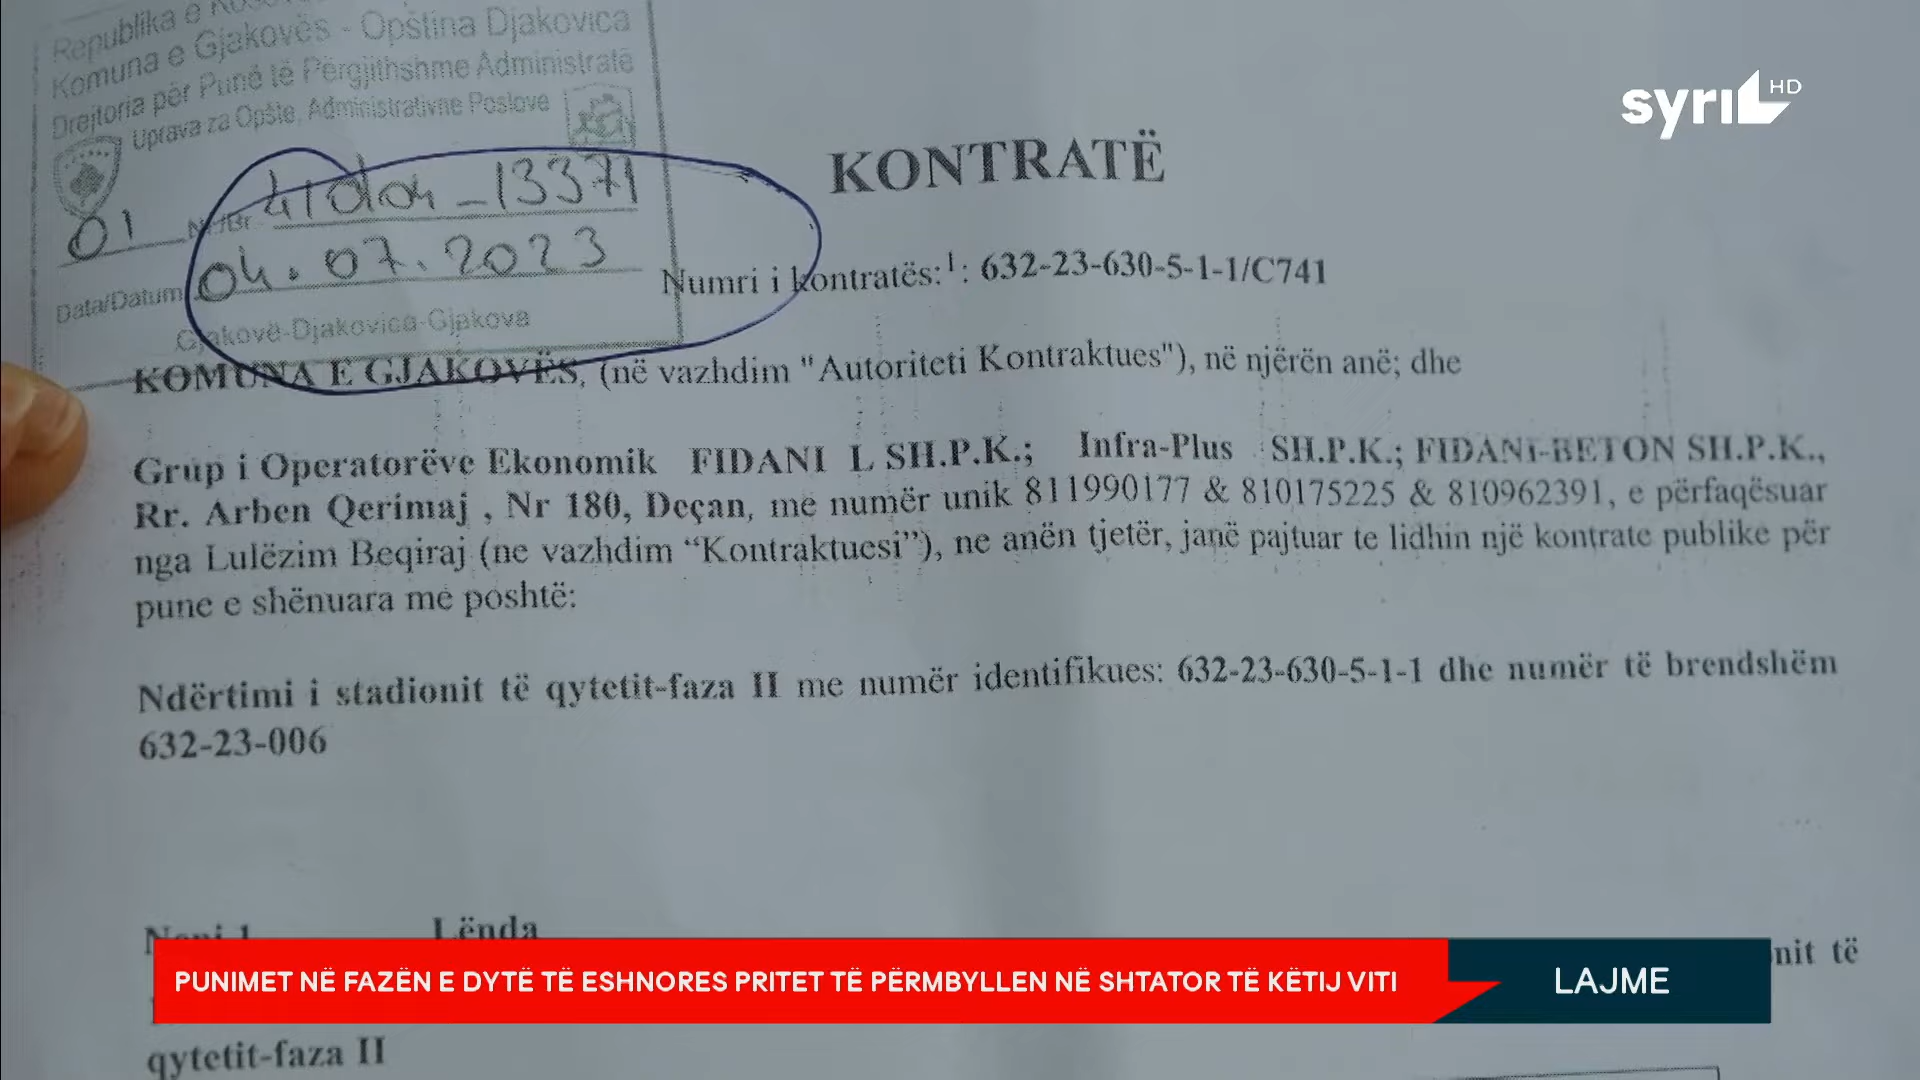 Republika e
Komuna e Gjakovës - Opština Djakovica
Drejtoria për Punë të Përgjithshme Administratë
Uprava za Opšte, Administrativne Poslove
01 Nr/Br -13371
Data/Datum 04.07.2023
Gjakovë-Djakovica-Gjakova
syri HD
KONTRATË
Numri i kontratës:¹: 632-23-630-5-1-1/C741
KOMUNA E GJAKOVËS, (në vazhdim "Autoriteti Kontraktues"), në njërën anë; dhe
Grup i Operatorëve Ekonomik FIDANI L SH.P.K.; Infra-Plus SH.P.K.; FIDANI-BETON SH.P.K.,
Rr. Arben Qerimaj , Nr 180, Deçan, me numër unik 811990177 & 810175225 & 810962391, e përfaqësuar
nga Lulëzim Beqiraj (ne vazhdim “Kontraktuesi”), ne anën tjetër, janë pajtuar te lidhin një kontrate publike për
pune e shënuara me poshtë:
Ndërtimi i stadionit të qytetit-faza II me numër identifikues: 632-23-630-5-1-1 dhe numër të brendshëm
632-23-006
Neni 1 Lënda
nit të
qytetit-faza II
PUNIMET NË FAZËN E DYTË TË ESHNORES PRITET TË PËRMBYLLEN NË SHTATOR TË KËTIJ VITI
LAJME